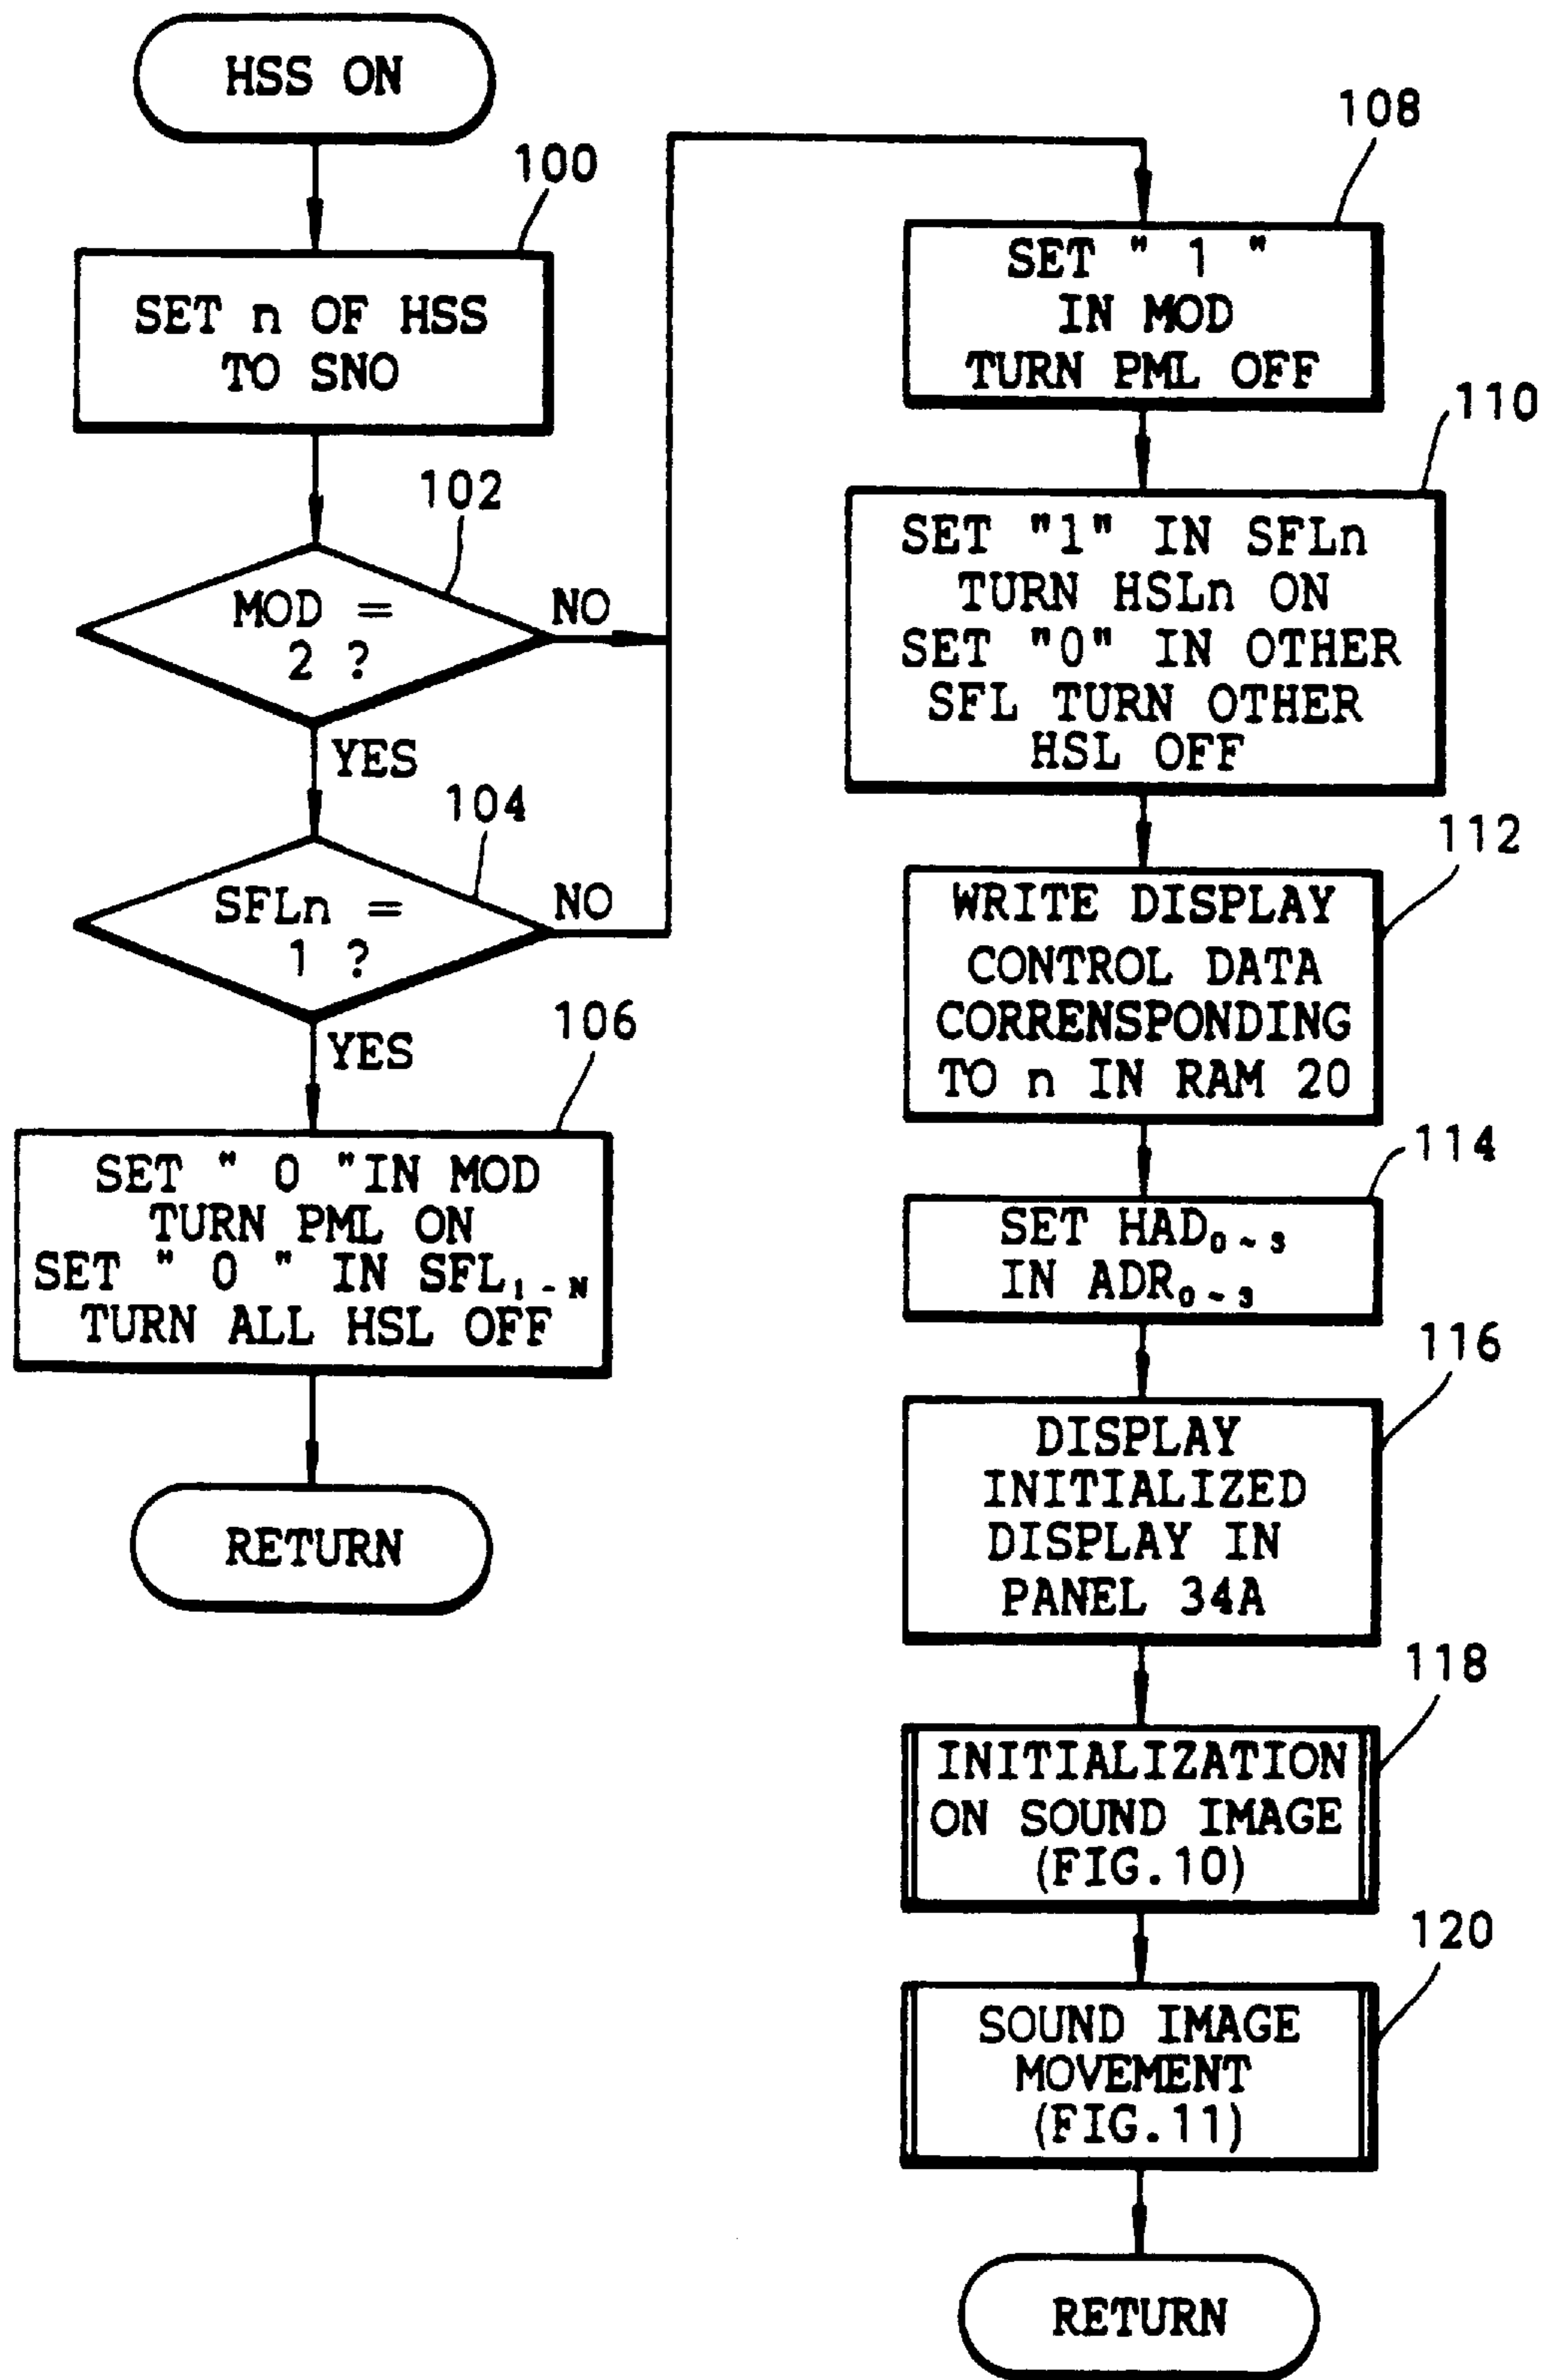 HSS ON
100
SET n OF HSS
TO SNO
102
MOD =
2 ?
NO
YES
104
SFLn =
1 ?
NO
YES
106
SET " 0 "IN MOD
TURN PML ON
SET " 0 " IN SFL1-N
TURN ALL HSL OFF
RETURN
108
SET " 1 "
IN MOD
TURN PML OFF
110
SET "1" IN SFLn
TURN HSLn ON
SET "0" IN OTHER
SFL TURN OTHER
HSL OFF
112
WRITE DISPLAY
CONTROL DATA
CORRENSPONDING
TO n IN RAM 20
114
SET HAD0~3
IN ADR0~3
116
DISPLAY
INITIALIZED
DISPLAY IN
PANEL 34A
118
INITIALIZATION
ON SOUND IMAGE
(FIG.10)
120
SOUND IMAGE
MOVEMENT
(FIG.11)
RETURN